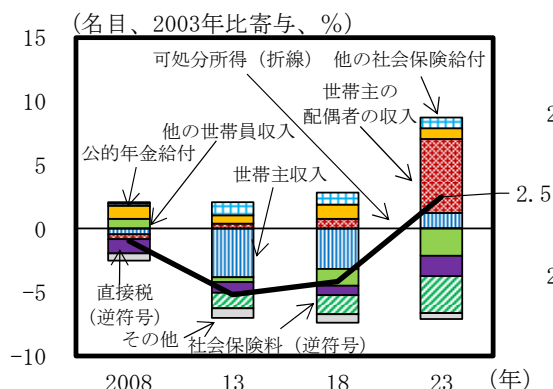 (名目、2003年比寄与、%)
15
10
5
0
-5
-10
可処分所得（折線）
他の社会保険給付
世帯主の
配偶者の収入
他の世帯員収入
公的年金給付
世帯主収入
2.5
直接税
（逆符号）
その他
社会保険料（逆符号）
2008
13
18
23
(年)
2
2